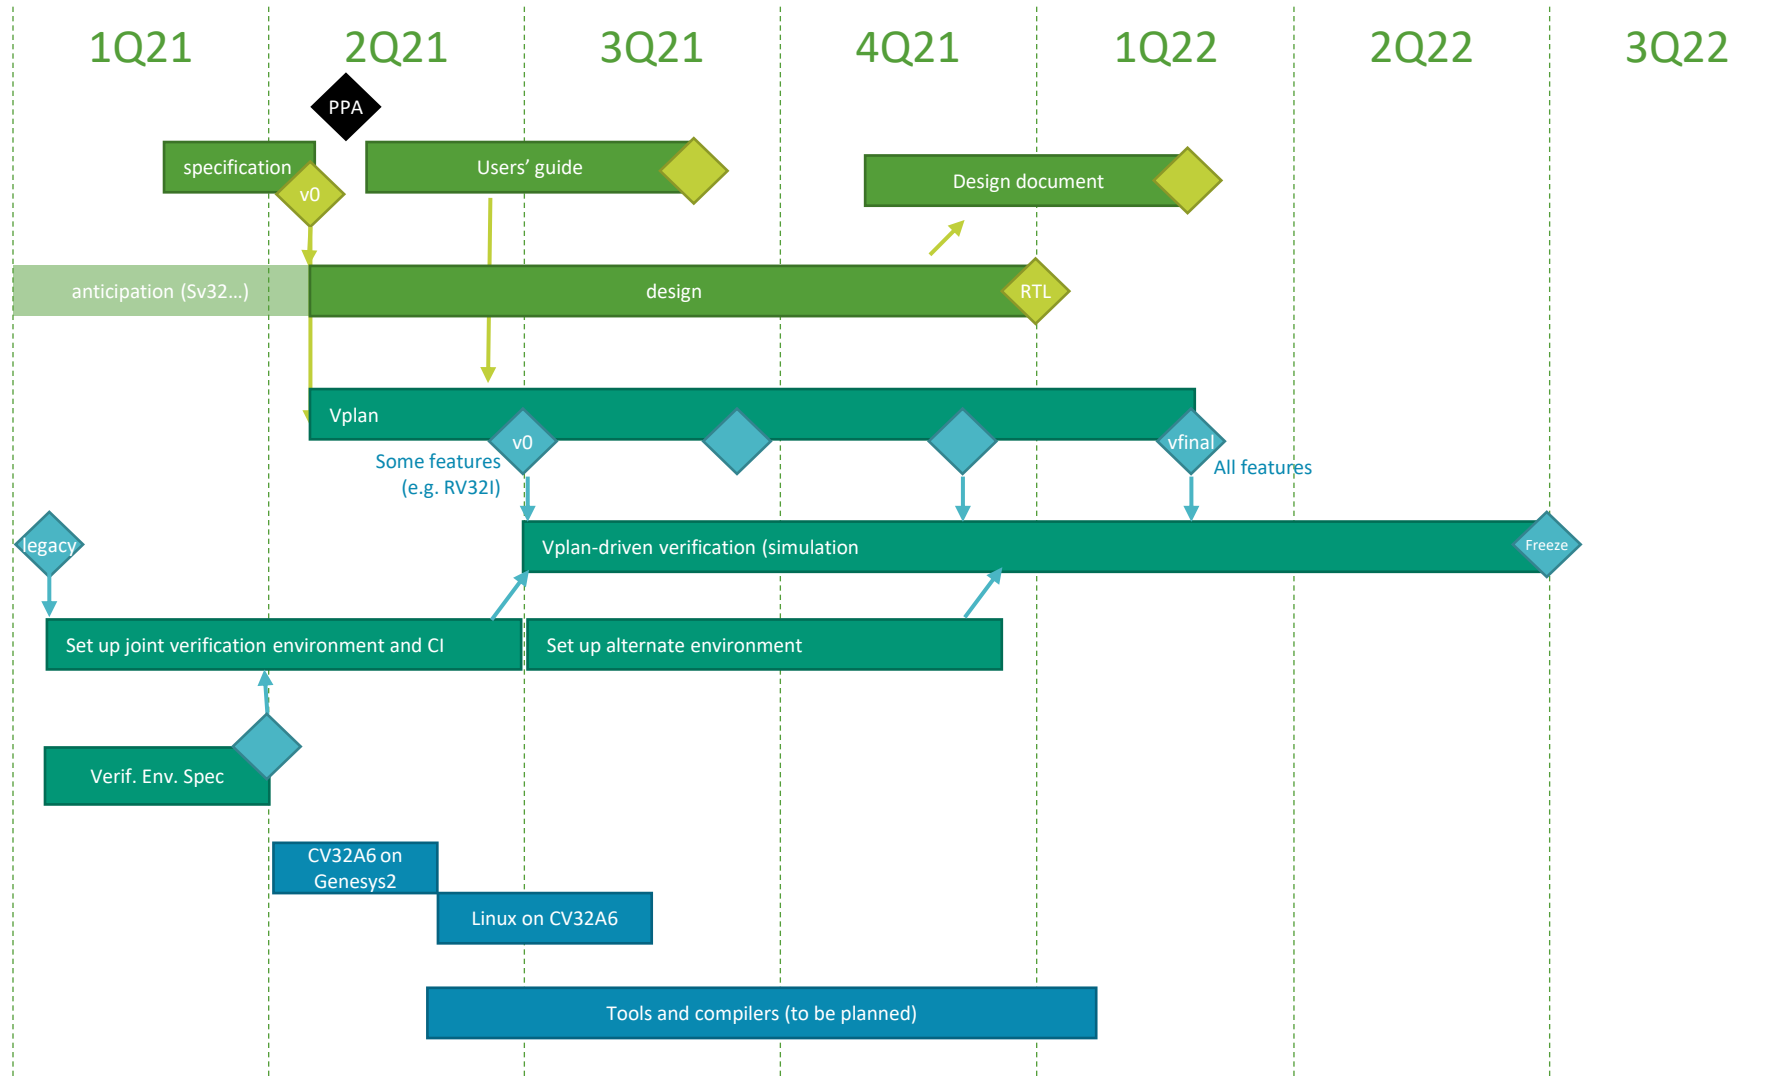 1Q21
2Q21
3Q21
4Q21
1Q22
2Q22
3Q22
PPA
specification
v0
Users’ guide
Design document
anticipation (Sv32...)
design
RTL
Vplan
v0
vfinal
Some features
(e.g. RV32I)
All features
legacy
Vplan-driven verification (simulation
Freeze
Set up joint verification environment and CI
Set up alternate environment
Verif. Env. Spec
CV32A6 on
Genesys2
Linux on CV32A6
Tools and compilers (to be planned)